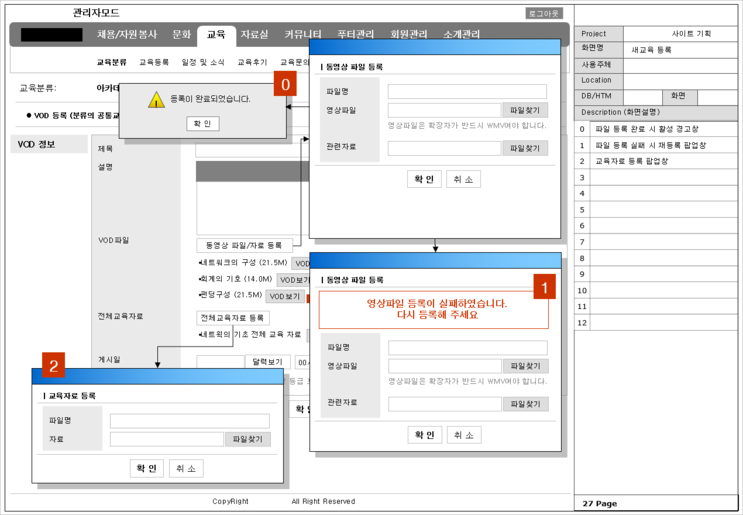 관리자모드
로그아웃
채용/자원봉사 문화 교육 자료실 커뮤니티 푸터관리 회원관리 소개관리
교육분류 교육등록 일정 및 소식 교육후기 교육문의
교육분류: 아카데
● VOD 등록 (분류의 공통교
VOD 정보
제목
설명
VOD파일
동영상 파일/자료 등록
•네트워크의 구성 (21.5M) VOD
•회계의 기호 (14.0M) VOD보기
•랜덤구성 (21.5M) VOD보기
전체교육자료
전체교육자료 등록
•네트웍의 기초 전체 교육 자료
게시일
달력보기
0
등록이 완료되었습니다.
확 인
┃동영상 파일 등록
파일명
영상파일 파일찾기
영상파일은 확장자가 반드시 WMV여야 합니다.
관련자료 파일찾기
확 인 취 소
1
┃동영상 파일 등록
영상파일 등록이 실패하였습니다.
다시 등록해 주세요
파일명
영상파일 파일찾기
영상파일은 확장자가 반드시 WMV여야 합니다.
관련자료 파일찾기
확 인 취 소
2
┃교육자료 등록
파일명
자료 파일찾기
확 인 취 소
CopyRight All Right Reserved
Project 사이트 기획
화면명 새교육 등록
사용주체
Location
DB/HTM 화면
Description (화면설명)
0 파일 등록 완료 시 활성 경고창
1 파일 등록 실패 시 재등록 팝업창
2 교육자료 등록 팝업창
3
4
5
6
7
8
9
10
11
12
27 Page